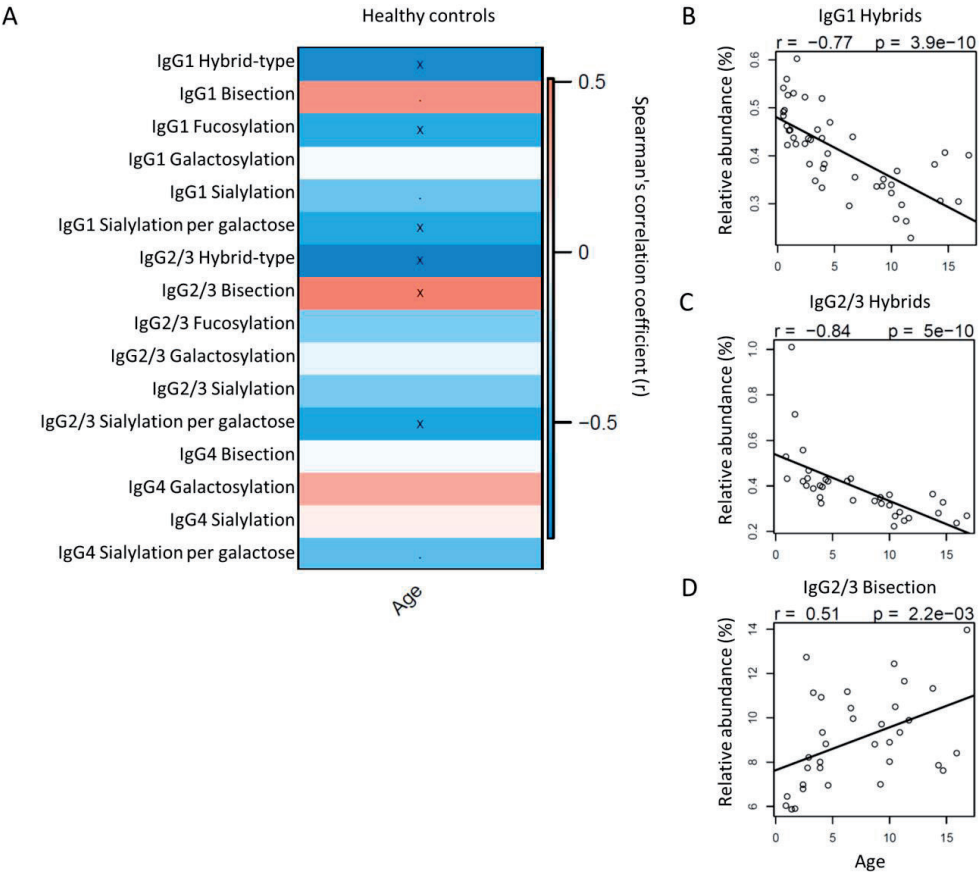 A
Healthy controls
IgG1 Hybrid-type
X
IgG1 Bisection
.
IgG1 Fucosylation
X
IgG1 Galactosylation
IgG1 Sialylation
.
IgG1 Sialylation per galactose
X
IgG2/3 Hybrid-type
X
IgG2/3 Bisection
X
IgG2/3 Fucosylation
IgG2/3 Galactosylation
IgG2/3 Sialylation
IgG2/3 Sialylation per galactose
X
IgG4 Bisection
IgG4 Galactosylation
IgG4 Sialylation
IgG4 Sialylation per galactose
.
Age
0.5
0
−0.5
Spearman's correlation coefficient (r)
B
IgG1 Hybrids
r = −0.77 p = 3.9e−10
Relative abundance (%)
0.6
0.5
0.4
0.3
0 5 10 15
C
IgG2/3 Hybrids
r = −0.84 p = 5e−10
Relative abundance (%)
1.0
0.8
0.6
0.4
0.2
0 5 10 15
D
IgG2/3 Bisection
r = 0.51 p = 2.2e−03
Relative abundance (%)
14
12
10
8
6
0 5 10 15
Age